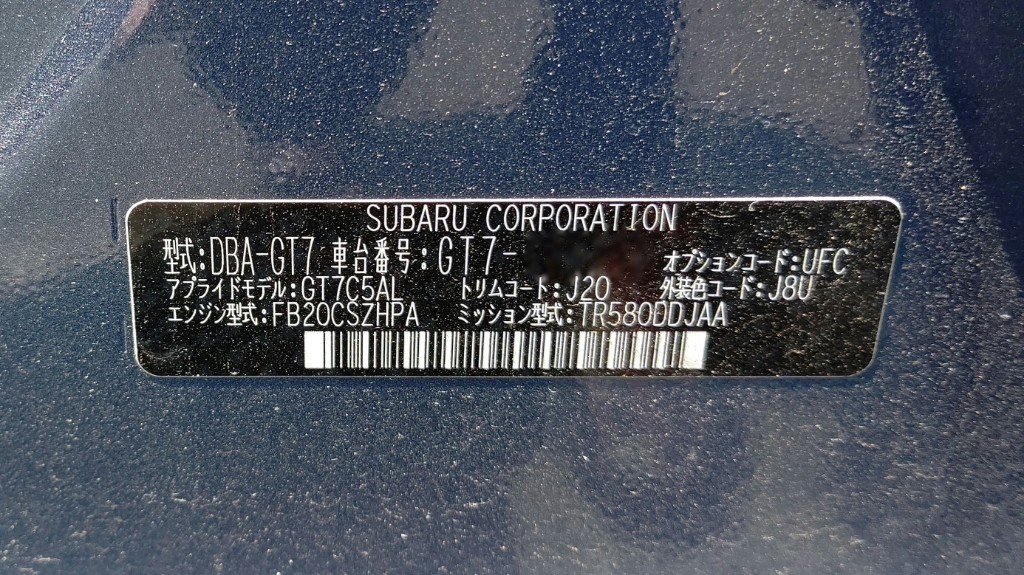 SUBARU CORPORATION
型式:DBA-GT7 車台番号:GT7- オプションコード:UFC
アプライドモデル:GT7C5AL トリムコート:J20 外装色コード:J8U
エンジン型式:FB20CSZHPA ミッション型式:TR580DDJAA